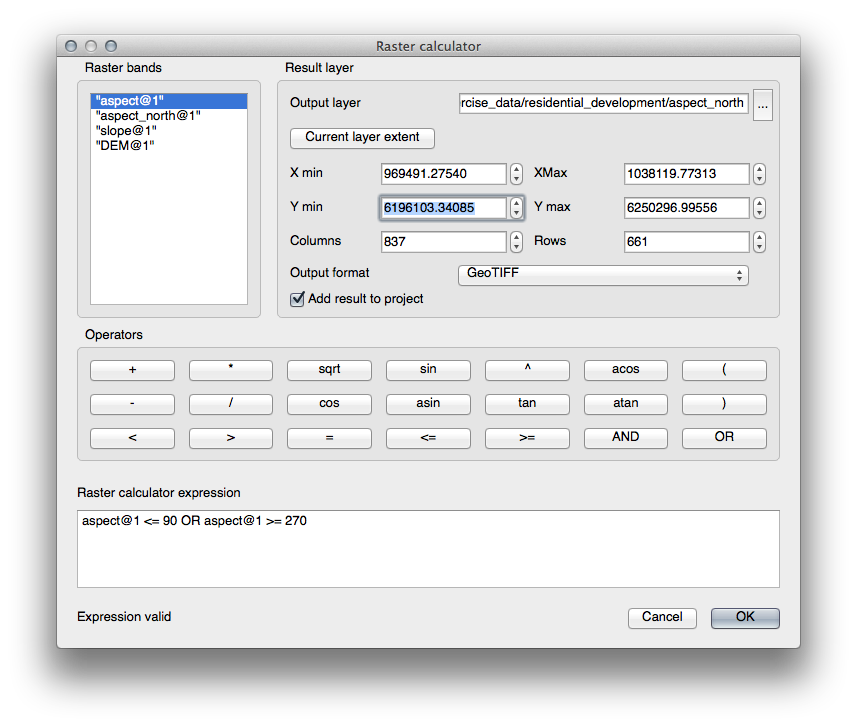 Raster calculator
Raster bands
"aspect@1"
"aspect_north@1"
"slope@1"
"DEM@1"
Result layer
Output layer rcise_data/residential_development/aspect_north ...
Current layer extent
X min 969491.27540 XMax 1038119.77313
Y min 6196103.34085 Y max 6250296.99556
Columns 837 Rows 661
Output format GeoTIFF
Add result to project
Operators
+ * sqrt sin ^ acos (
- / cos asin tan atan )
< > = <= >= AND OR
Raster calculator expression
aspect@1 <= 90 OR aspect@1 >= 270
Expression valid Cancel OK